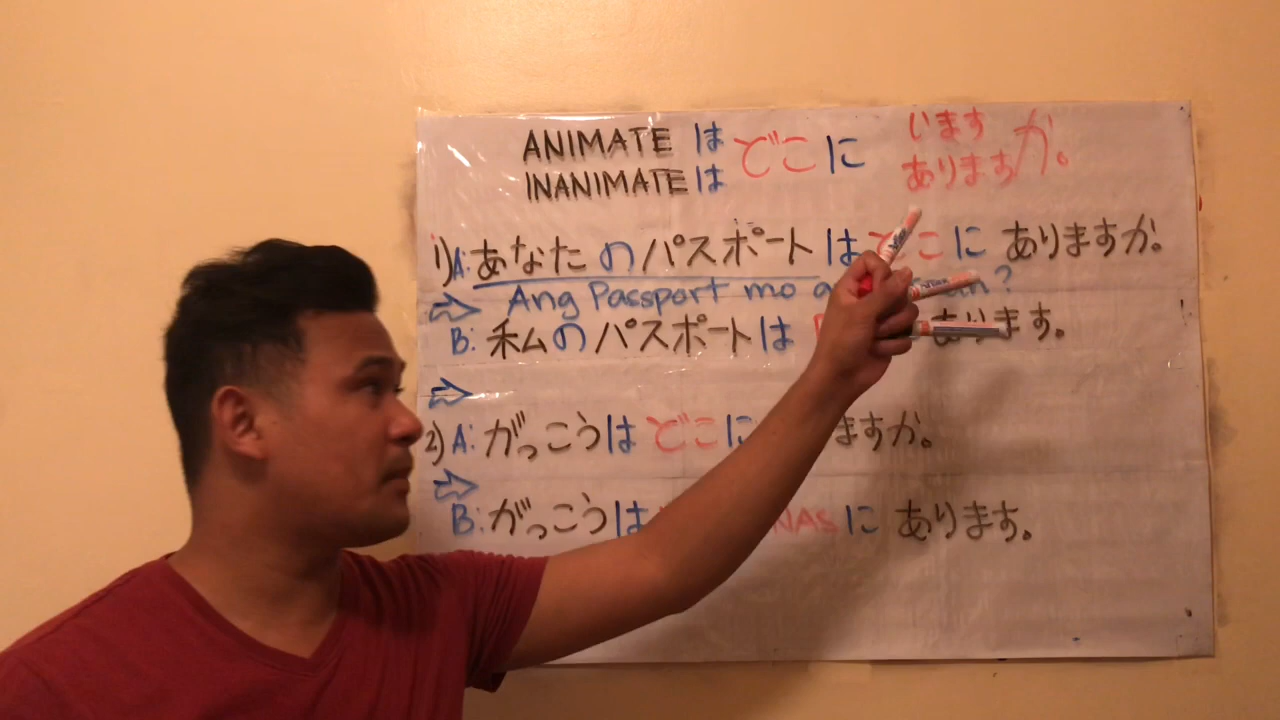 ANIMATE は どこ に います か。
INANIMATE は あります
1) A: あなたのパスポートは どこ に ありますか。
Ang Passport mo ?
B: 私のパスポートは あります。
2) A: がっこうは どこに ますか。
B: がっこうは NAS に あります。